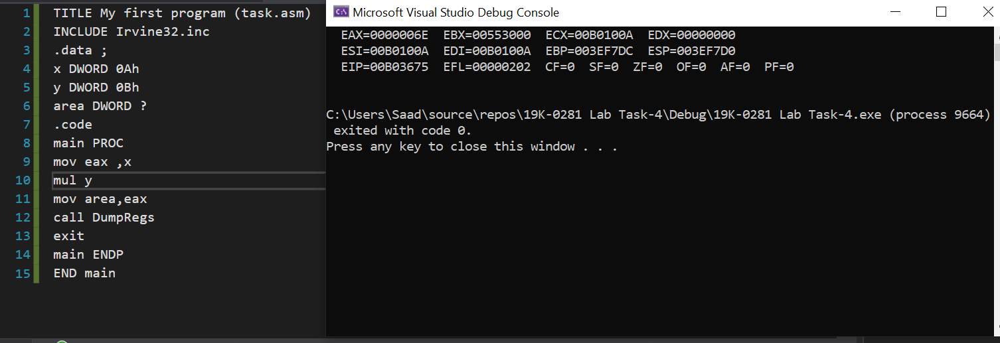 1 TITLE My first program (task.asm)
2 INCLUDE Irvine32.inc
3 .data ;
4 x DWORD 0Ah
5 y DWORD 0Bh
6 area DWORD ?
7 .code
8 main PROC
9 mov eax ,x
10 mul y
11 mov area,eax
12 call DumpRegs
13 exit
14 main ENDP
15 END main
C:\ Microsoft Visual Studio Debug Console
EAX=0000006E EBX=00553000 ECX=00B0100A EDX=00000000
ESI=00B0100A EDI=00B0100A EBP=003EF7DC ESP=003EF7D0
EIP=00B03675 EFL=00000202 CF=0 SF=0 ZF=0 OF=0 AF=0 PF=0
C:\Users\Saad\source\repos\19K-0281 Lab Task-4\Debug\19K-0281 Lab Task-4.exe (process 9664)
exited with code 0.
Press any key to close this window . . .